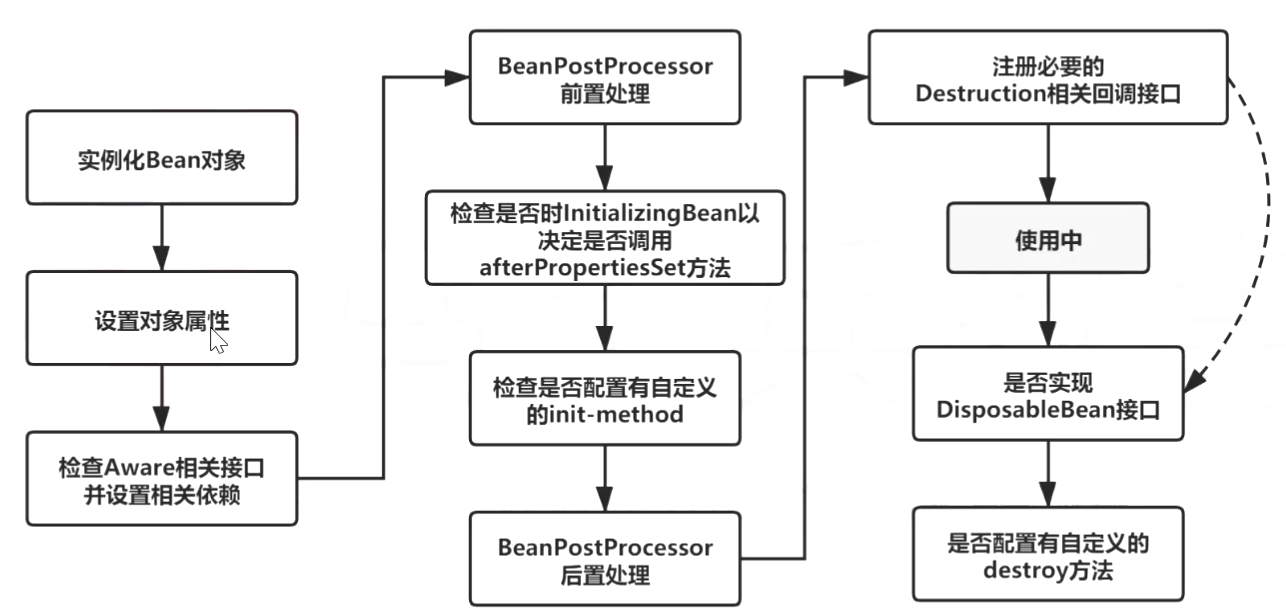 实例化Bean对象
设置对象属性
检查Aware相关接口
并设置相关依赖
BeanPostProcessor
前置处理
检查是否时InitializingBean以
决定是否调用
afterPropertiesSet方法
检查是否配置有自定义
的init-method
BeanPostProcessor
后置处理
注册必要的
Destruction相关回调接口
使用中
是否实现
DisposableBean接口
是否配置有自定义的
destroy方法